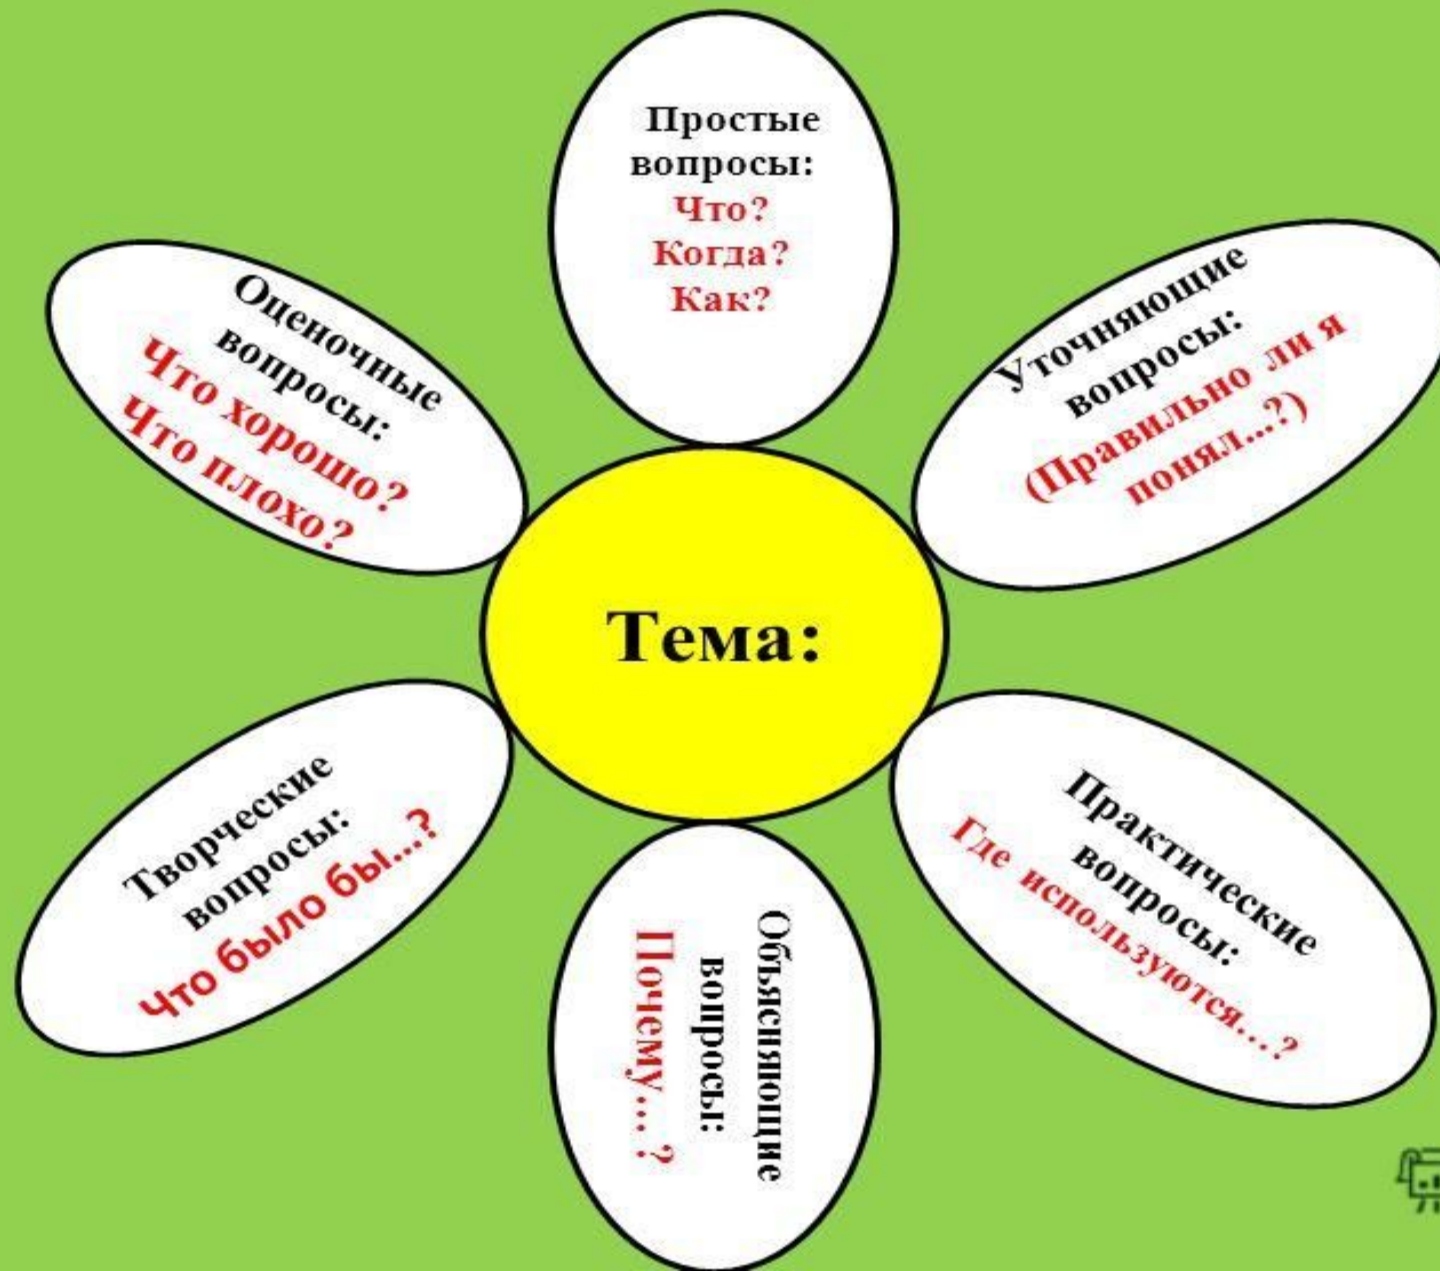 Простые
вопросы:
Что?
Когда?
Как?
Уточняющие
вопросы:
(Правильно ли я
понял...?)
Практические
вопросы:
Где используются...?
Объясняющие
вопросы:
Почему...?
Творческие
вопросы:
Что было бы...?
Оценочные
вопросы:
Что хорошо?
Что плохо?
Тема: